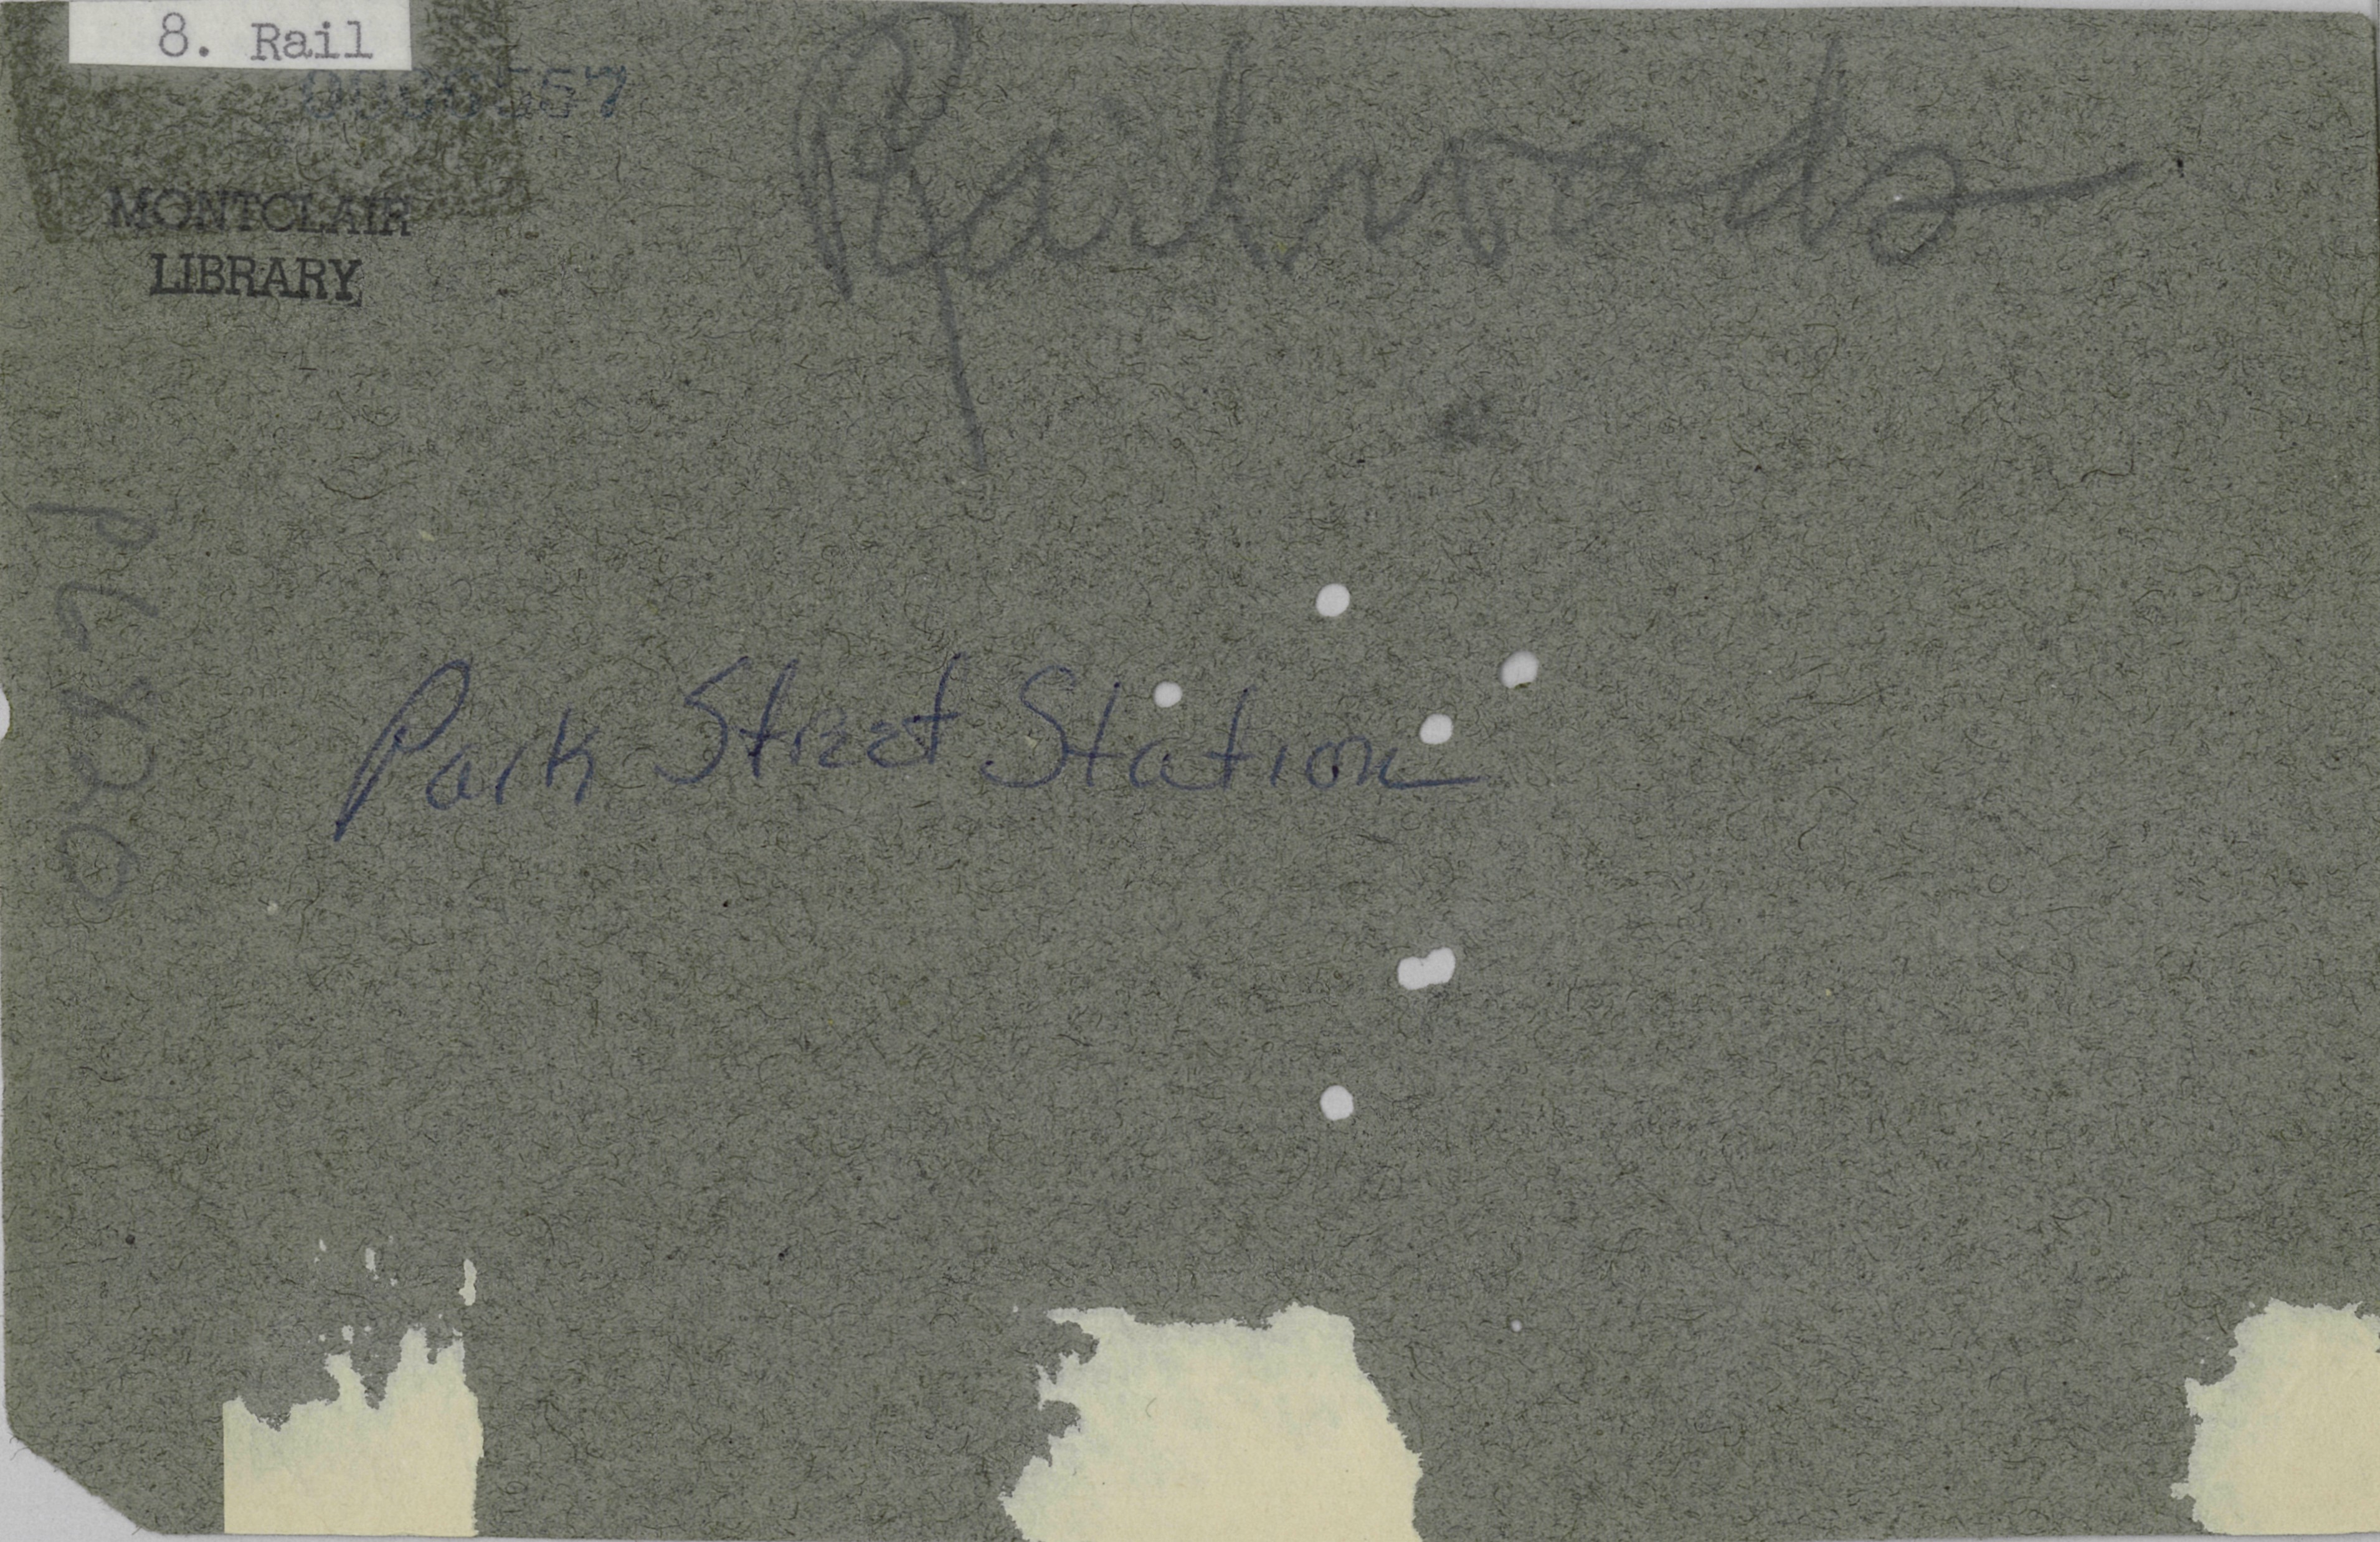 8. Rail
Railroads
MONTCLAIR
LIBRARY
Park Street Station